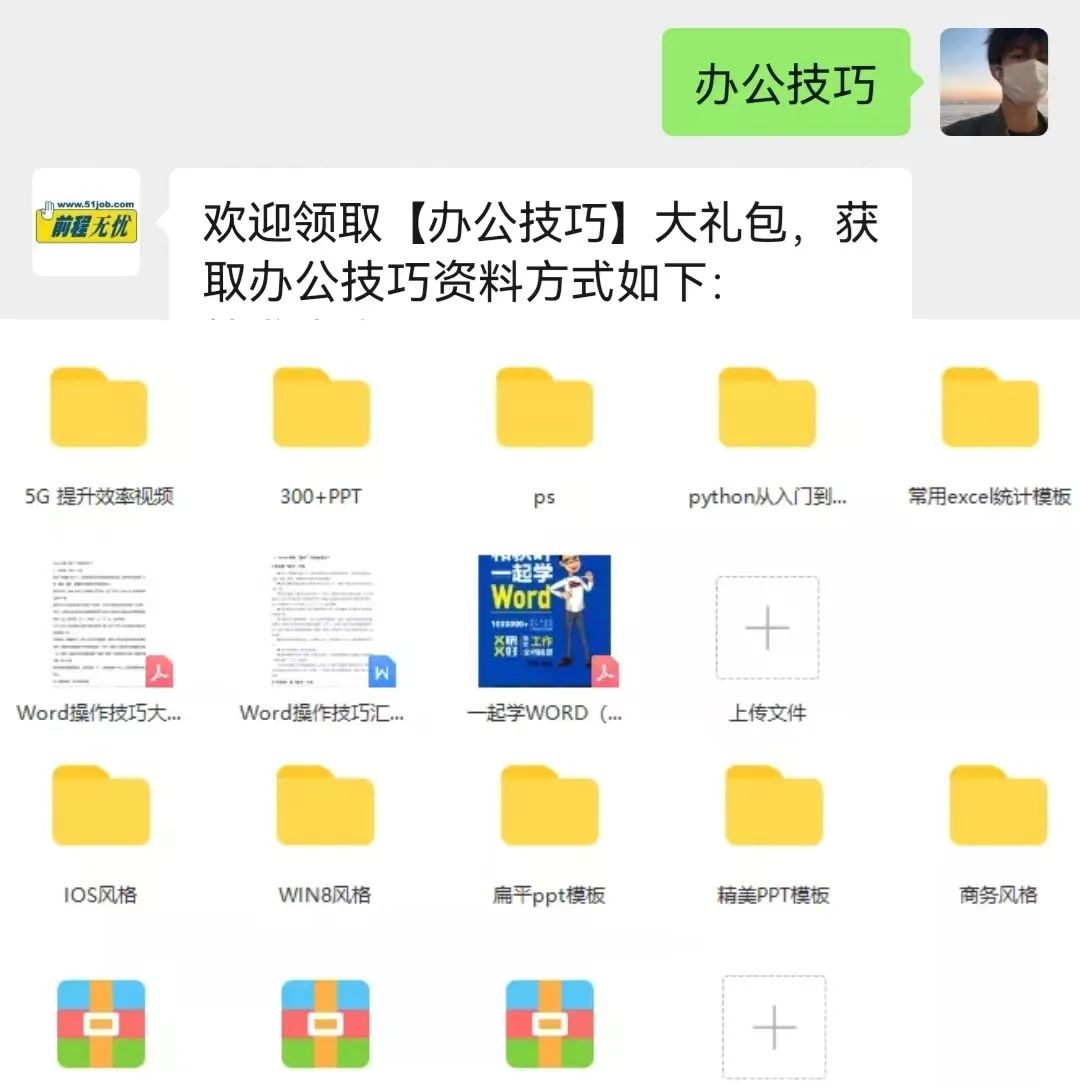 办公技巧
www.51job.com
前程无忧
欢迎领取【办公技巧】大礼包，获
取办公技巧资料方式如下：
5G 提升效率视频
300+PPT
ps
python从入门到...
常用excel统计模板
一起学
Word
Word操作技巧大...
Word操作技巧汇...
一起学WORD（...
上传文件
IOS风格
WIN8风格
扁平ppt模板
精美PPT模板
商务风格